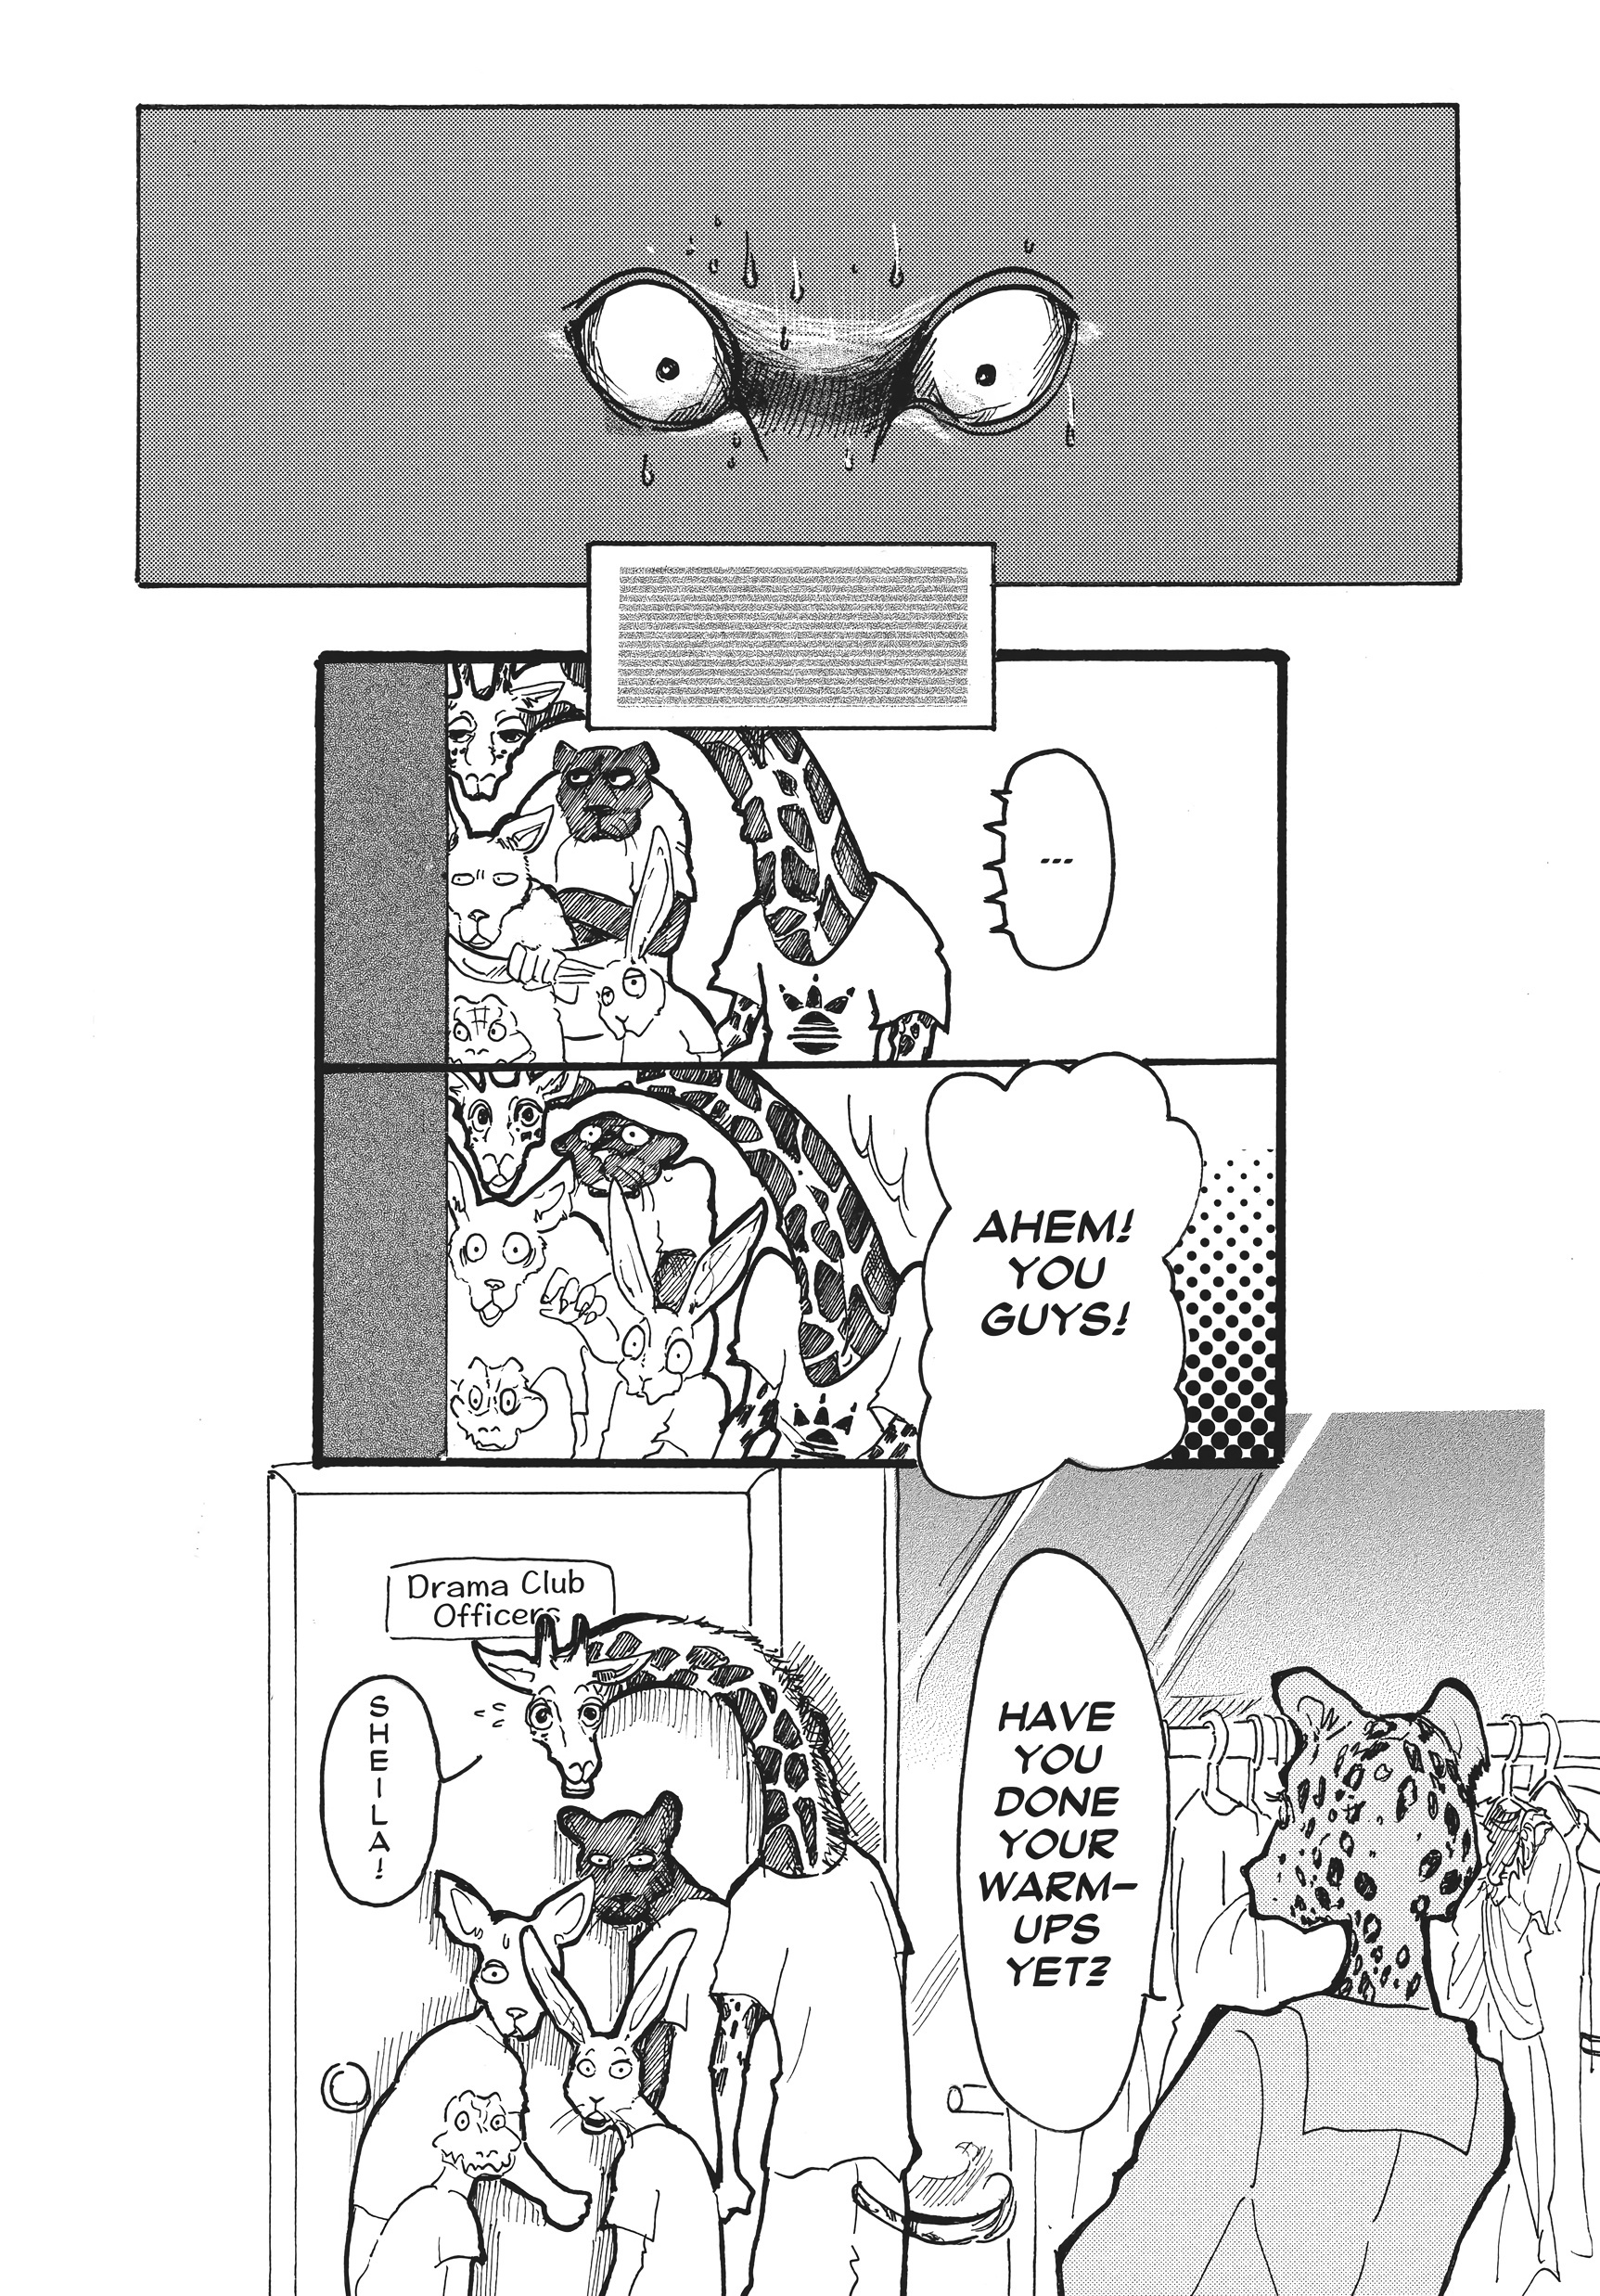 ...
AHEM!
YOU
GUYS!
Drama Club
Officers
SHEILA!
HAVE
YOU
DONE
YOUR
WARM-
UPS
YET?